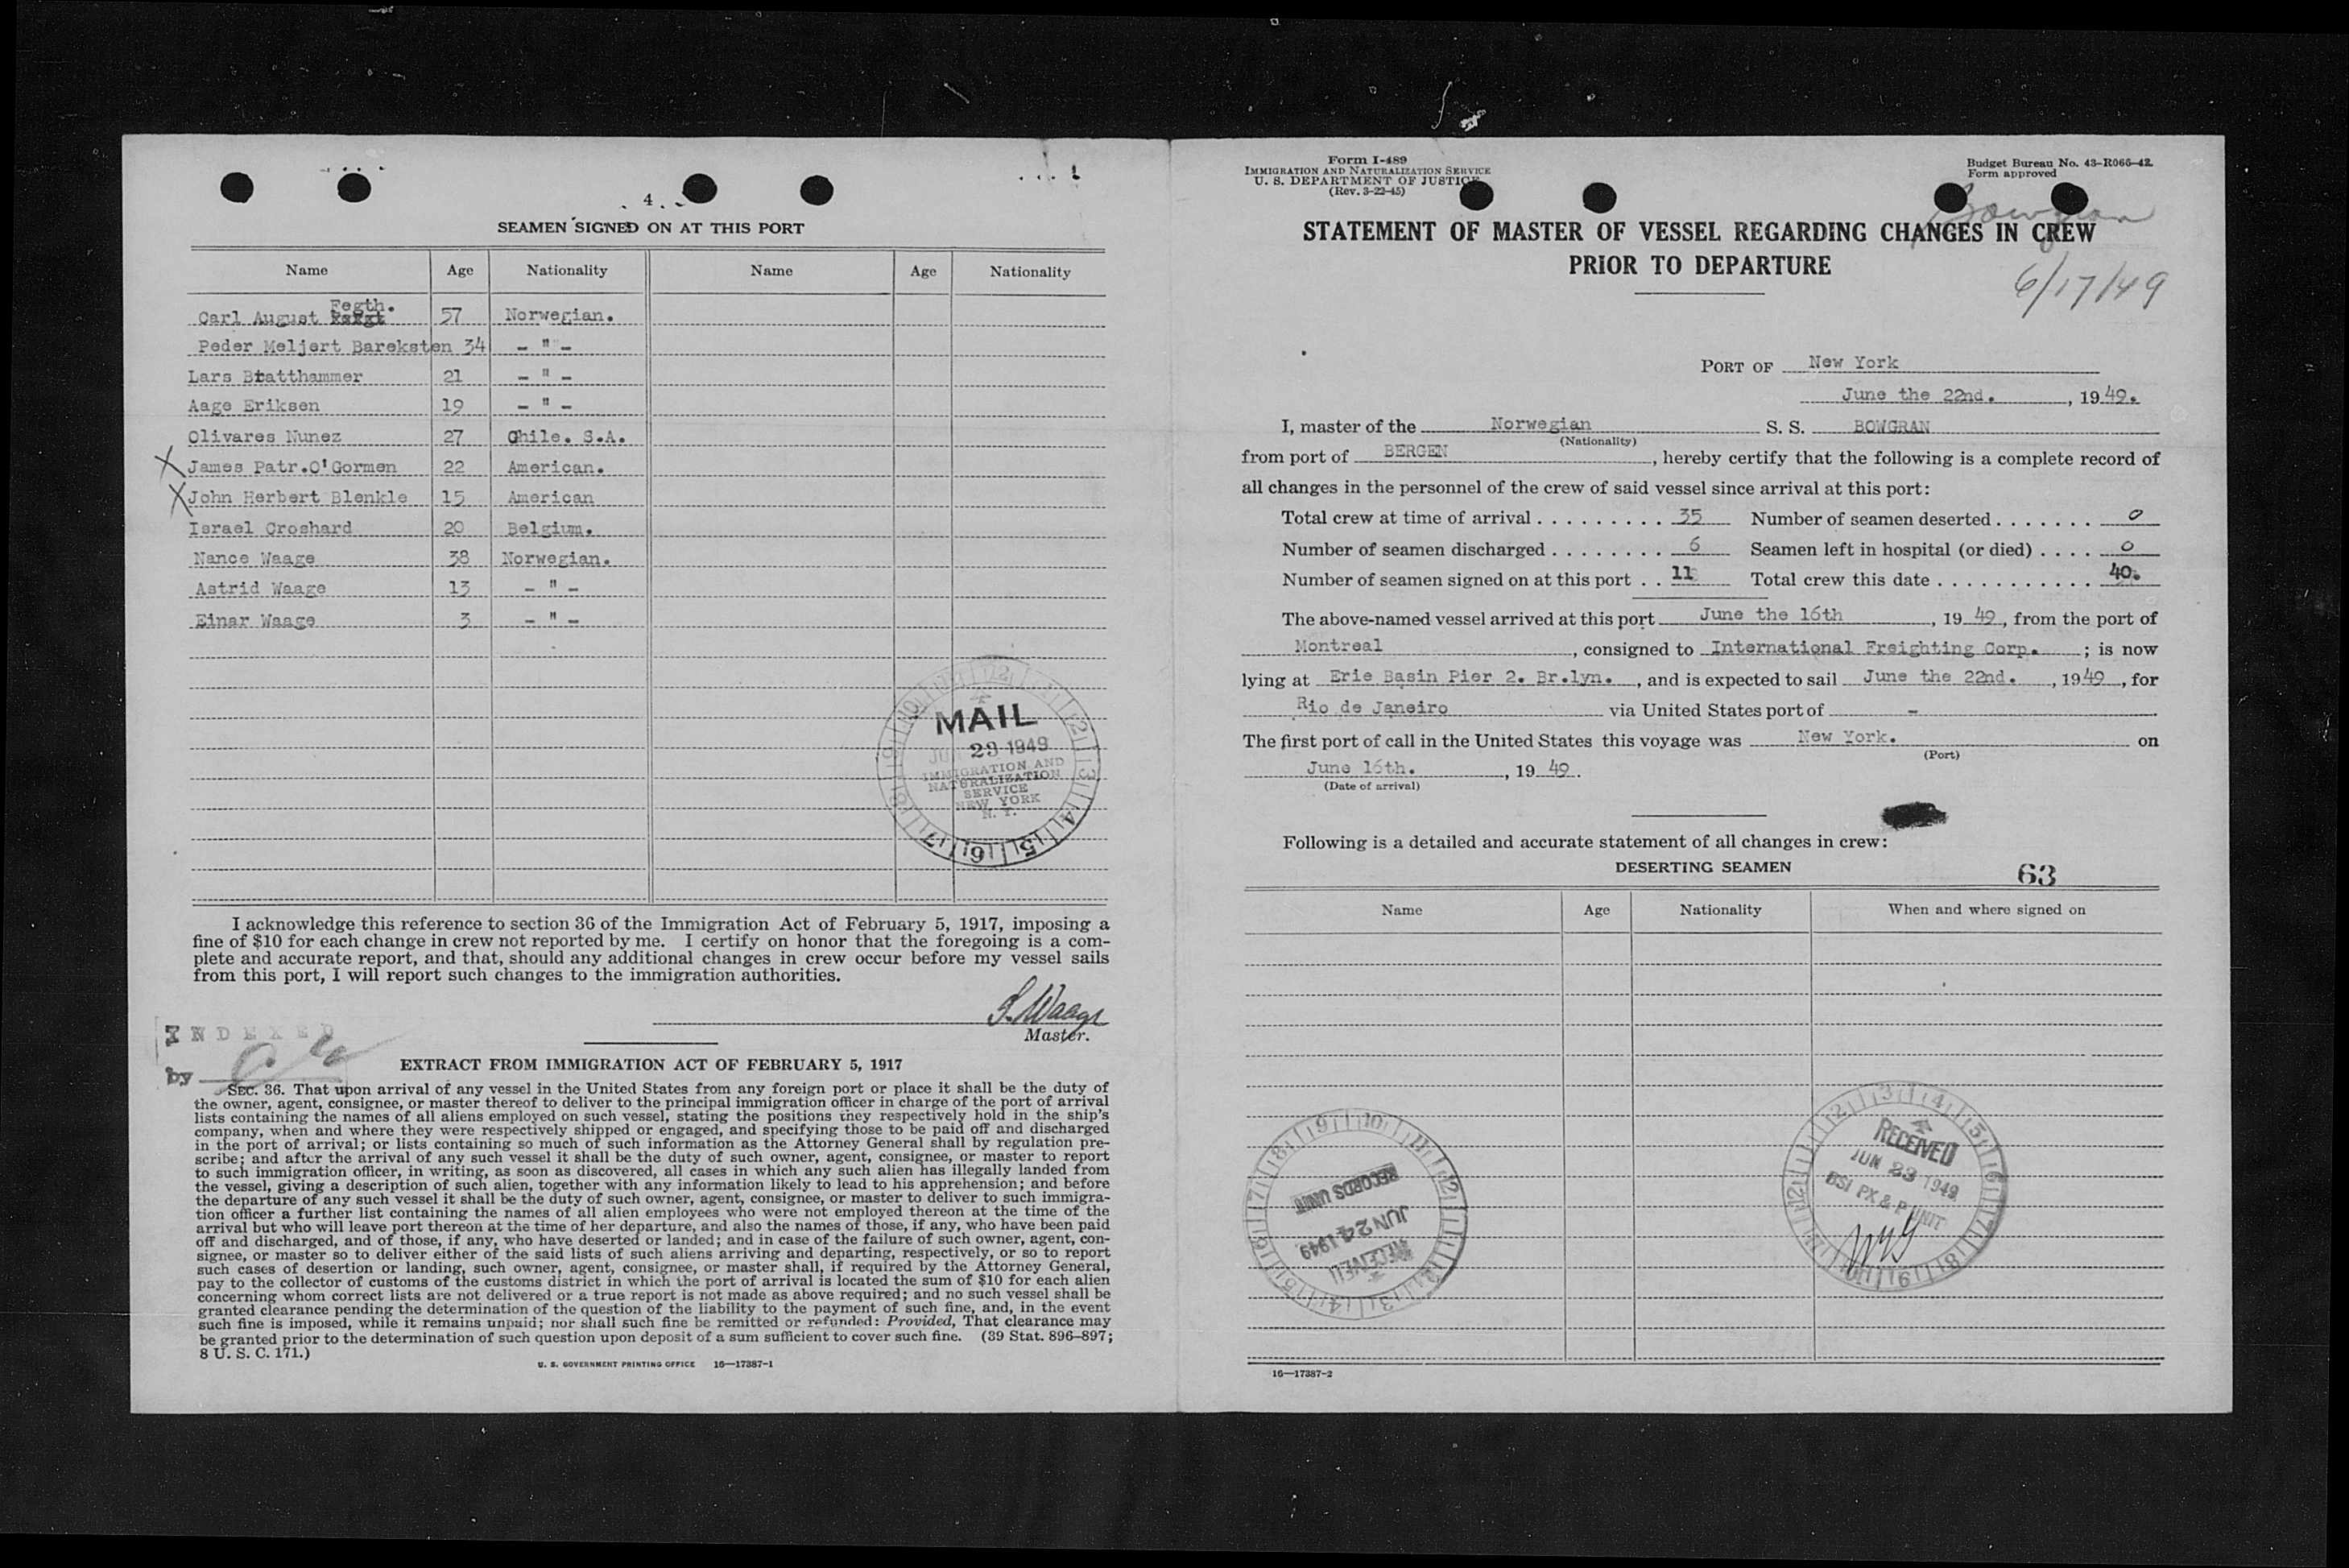 4
SEAMEN SIGNED ON AT THIS PORT
Name Age Nationality Name Age Nationality
Carl August Fegth. 57 Norwegian.
Peder Meljert Bareksten 34 - " -
Lars Bratthammer 21 - " -
Aage Eriksen 19 - " -
Olivares Nunez 27 Chile. S.A.
X James Patr.O'Gormen 22 American.
X John Herbert Blenkle 15 American
Israel Croshard 20 Belgium.
Nance Waage 38 Norwegian.
Astrid Waage 13 - " -
Einar Waage 3 - " -
MAIL
JUN 23 1949
IMMIGRATION AND
NATURALIZATION
SERVICE
NEW YORK
N. Y.
I acknowledge this reference to section 36 of the Immigration Act of February 5, 1917, imposing a
fine of $10 for each change in crew not reported by me. I certify on honor that the foregoing is a com-
plete and accurate report, and that, should any additional changes in crew occur before my vessel sails
from this port, I will report such changes to the immigration authorities.
S. Waage
Master.
INDEXED
by
EXTRACT FROM IMMIGRATION ACT OF FEBRUARY 5, 1917
SEC. 36. That upon arrival of any vessel in the United States from any foreign port or place it shall be the duty of
the owner, agent, consignee, or master thereof to deliver to the principal immigration officer in charge of the port of arrival
lists containing the names of all aliens employed on such vessel, stating the positions they respectively hold in the ship's
company, when and where they were respectively shipped or engaged, and specifying those to be paid off and discharged
in the port of arrival; or lists containing so much of such information as the Attorney General shall by regulation pre-
scribe; and after the arrival of any such vessel it shall be the duty of such owner, agent, consignee, or master to report
to such immigration officer, in writing, as soon as discovered, all cases in which any such alien has illegally landed from
the vessel, giving a description of such alien, together with any information likely to lead to his apprehension; and before
the departure of any such vessel it shall be the duty of such owner, agent, consignee, or master to deliver to such immigra-
tion officer a further list containing the names of all alien employees who were not employed thereon at the time of the
arrival but who will leave port thereon at the time of her departure, and also the names of those, if any, who have been paid
off and discharged, and of those, if any, who have deserted or landed; and in case of the failure of such owner, agent, con-
signee, or master so to deliver either of the said lists of such aliens arriving and departing, respectively, or so to report
such cases of desertion or landing, such owner, agent, consignee, or master shall, if required by the Attorney General,
pay to the collector of customs of the customs district in which the port of arrival is located the sum of $10 for each alien
concerning whom correct lists are not delivered or a true report is not made as above required; and no such vessel shall be
granted clearance pending the determination of the question of the liability to the payment of such fine, and, in the event
such fine is imposed, while it remains unpaid; nor shall such fine be remitted or refunded: Provided, That clearance may
be granted prior to the determination of such question upon deposit of a sum sufficient to cover such fine. (39 Stat. 896–897;
8 U. S. C. 171.)
U. S. GOVERNMENT PRINTING OFFICE 16—17387-1
Form I-489
IMMIGRATION AND NATURALIZATION SERVICE
U. S. DEPARTMENT OF JUSTICE
(Rev. 3-22-45)
Budget Bureau No. 43-R066-42.
Form approved
Bowgran
STATEMENT OF MASTER OF VESSEL REGARDING CHANGES IN CREW
PRIOR TO DEPARTURE
6/17/49
PORT OF New York
June the 22nd. , 19 49.
I, master of the Norwegian S. S. BOWGRAN
(Nationality)
from port of BERGEN , hereby certify that the following is a complete record of
all changes in the personnel of the crew of said vessel since arrival at this port:
Total crew at time of arrival . . . . . . . . . 35 Number of seamen deserted . . . . . . . 0
Number of seamen discharged . . . . . . . . 6 Seamen left in hospital (or died) . . . . 0
Number of seamen signed on at this port . . 11 Total crew this date . . . . . . . . . . . . 40.
The above-named vessel arrived at this port June the 16th , 19 49 , from the port of
Montreal , consigned to International Freighting Corp. ; is now
lying at Erie Basin Pier 2. Br.lyn. , and is expected to sail June the 22nd. , 19 49 , for
Rio de Janeiro via United States port of - .
The first port of call in the United States this voyage was New York. on
(Port)
June 16th. , 19 49 .
(Date of arrival)
Following is a detailed and accurate statement of all changes in crew:
DESERTING SEAMEN
63
Name Age Nationality When and where signed on
RECORDS UNIT
JUN 24 1949
RECEIVED
RECEIVED
JUN 23 1949
BSI PX & P UNIT
16—17387-2